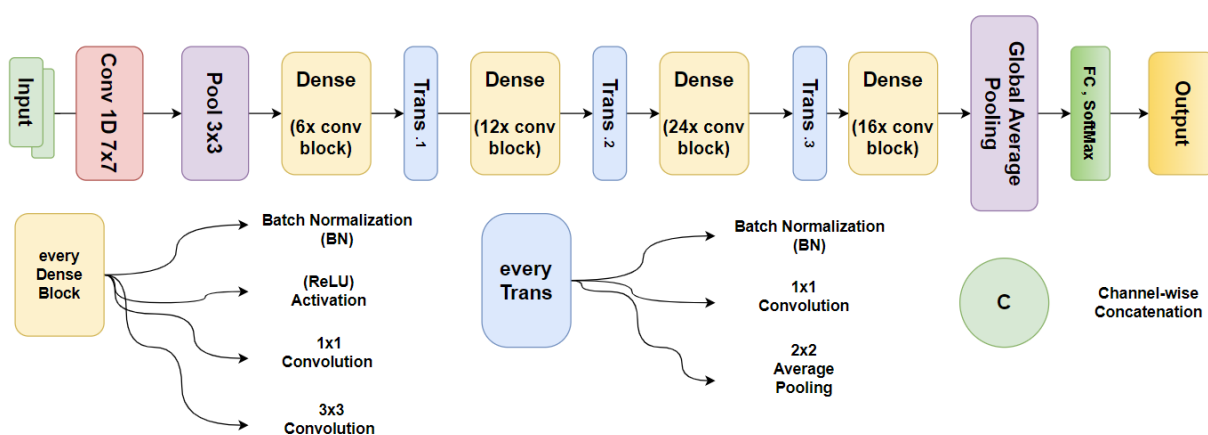 Input
Conv 1D 7x7
Pool 3x3
Dense
(6x conv
block)
Trans .1
Dense
(12x conv
block)
Trans .2
Dense
(24x conv
block)
Trans .3
Dense
(16x conv
block)
Global Average
Pooling
FC , SoftMax
Output
every
Dense
Block
Batch Normalization
(BN)
(ReLU)
Activation
1x1
Convolution
3x3
Convolution
every
Trans
Batch Normalization
(BN)
1x1
Convolution
2x2
Average
Pooling
C
Channel-wise
Concatenation